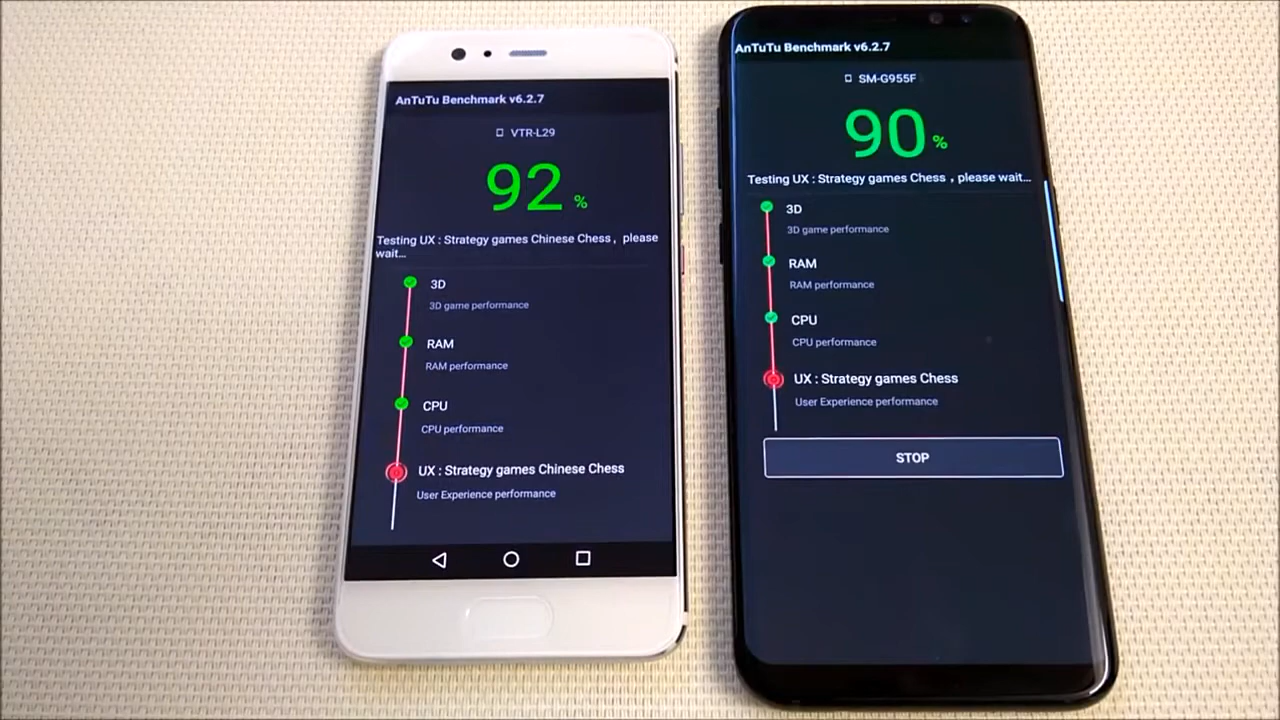 AnTuTu Benchmark v6.2.7
VTR-L29
92 %
Testing UX : Strategy games Chinese Chess, please
wait...
3D
3D game performance
RAM
RAM performance
CPU
CPU performance
UX : Strategy games Chinese Chess
User Experience performance
AnTuTu Benchmark v6.2.7
SM-G955F
90 %
Testing UX : Strategy games Chess , please wait...
3D
3D game performance
RAM
RAM performance
CPU
CPU performance
UX : Strategy games Chess
User Experience performance
STOP